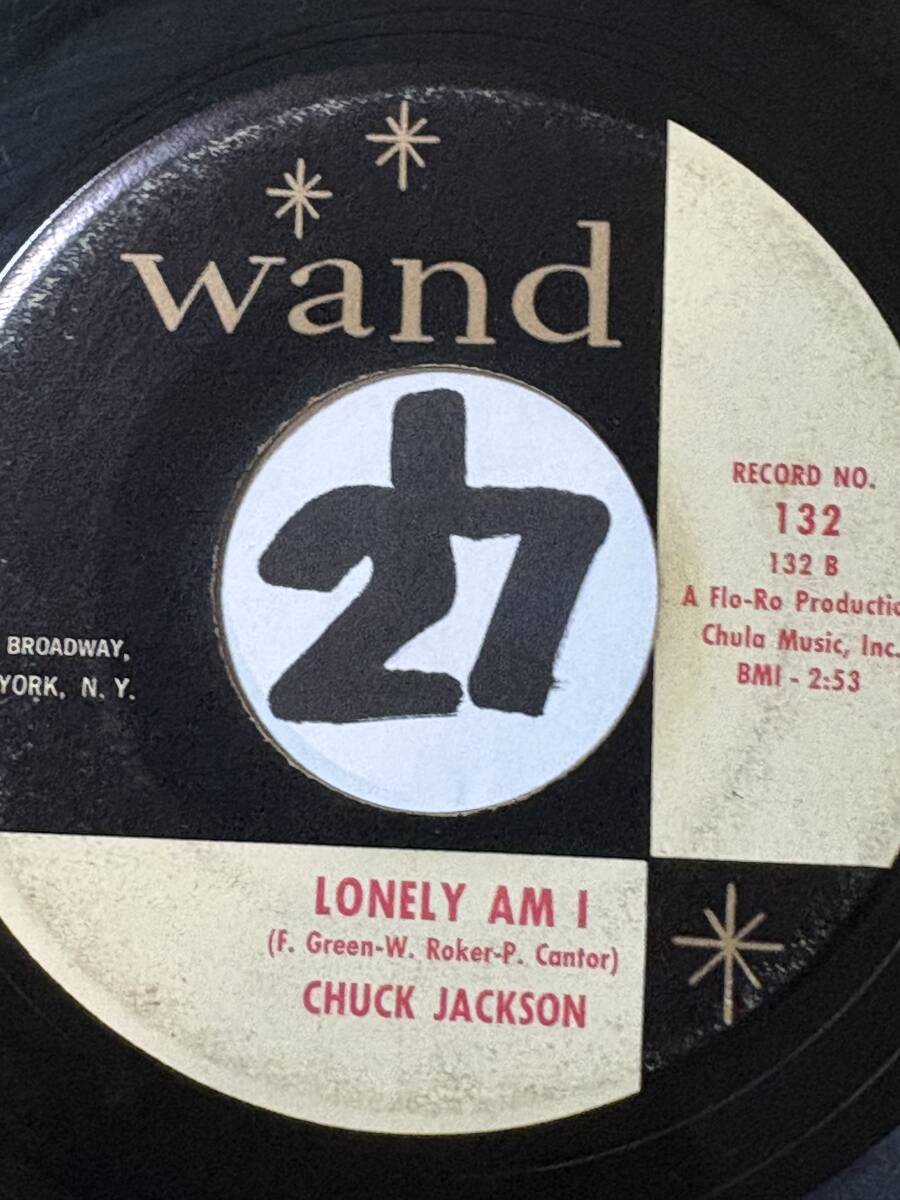 wand
27
BROADWAY,
YORK, N. Y.
RECORD NO.
132
132 B
A Flo-Ro Productio
Chula Music, Inc.
BMI - 2:53
LONELY AM I
(F. Green-W. Roker-P. Cantor)
CHUCK JACKSON